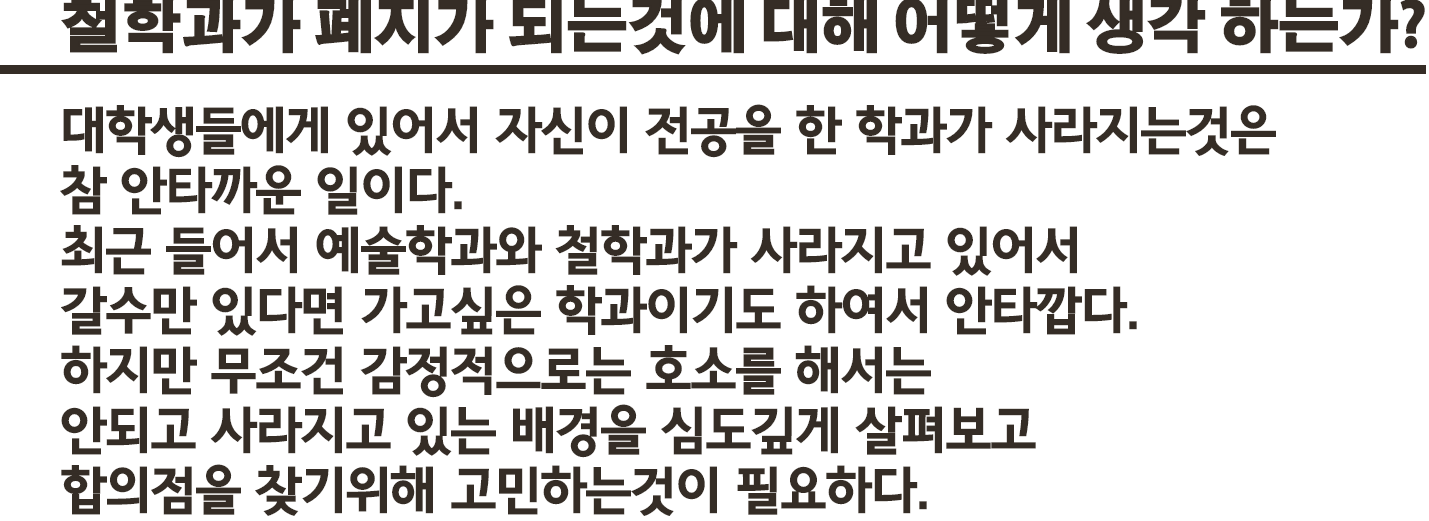 철학과가 폐지가 되는것에 대해 어떻게 생각 하는가?
대학생들에게 있어서 자신이 전공을 한 학과가 사라지는것은
참 안타까운 일이다.
최근 들어서 예술학과와 철학과가 사라지고 있어서
갈수만 있다면 가고싶은 학과이기도 하여서 안타깝다.
하지만 무조건 감정적으로는 호소를 해서는
안되고 사라지고 있는 배경을 심도깊게 살펴보고
합의점을 찾기위해 고민하는것이 필요하다.